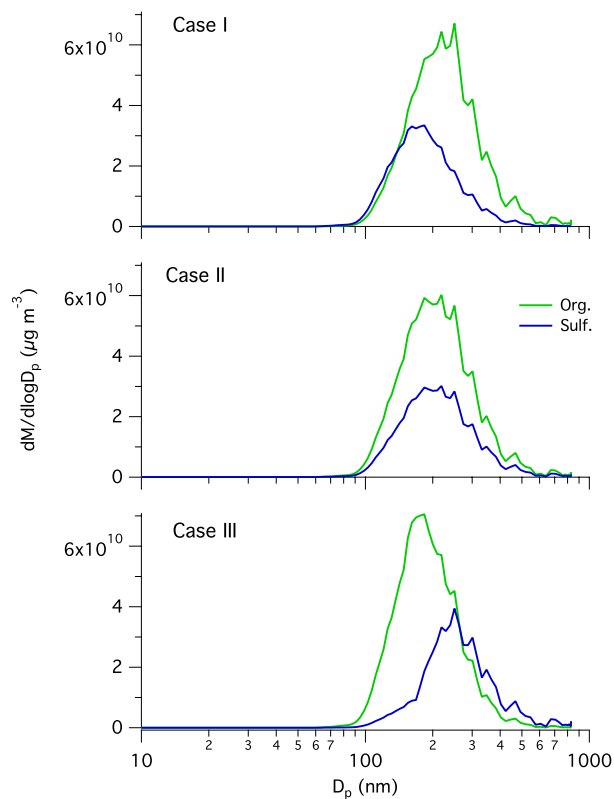 Case I
6x10^10
4
2
0
Case II
6x10^10
4
2
0
Org.
Sulf.
dM/dlogDp (µg m⁻³)
Case III
6x10^10
4
2
0
10 2 3 4 5 6 7 100 2 3 4 5 6 7 1000
Dp (nm)